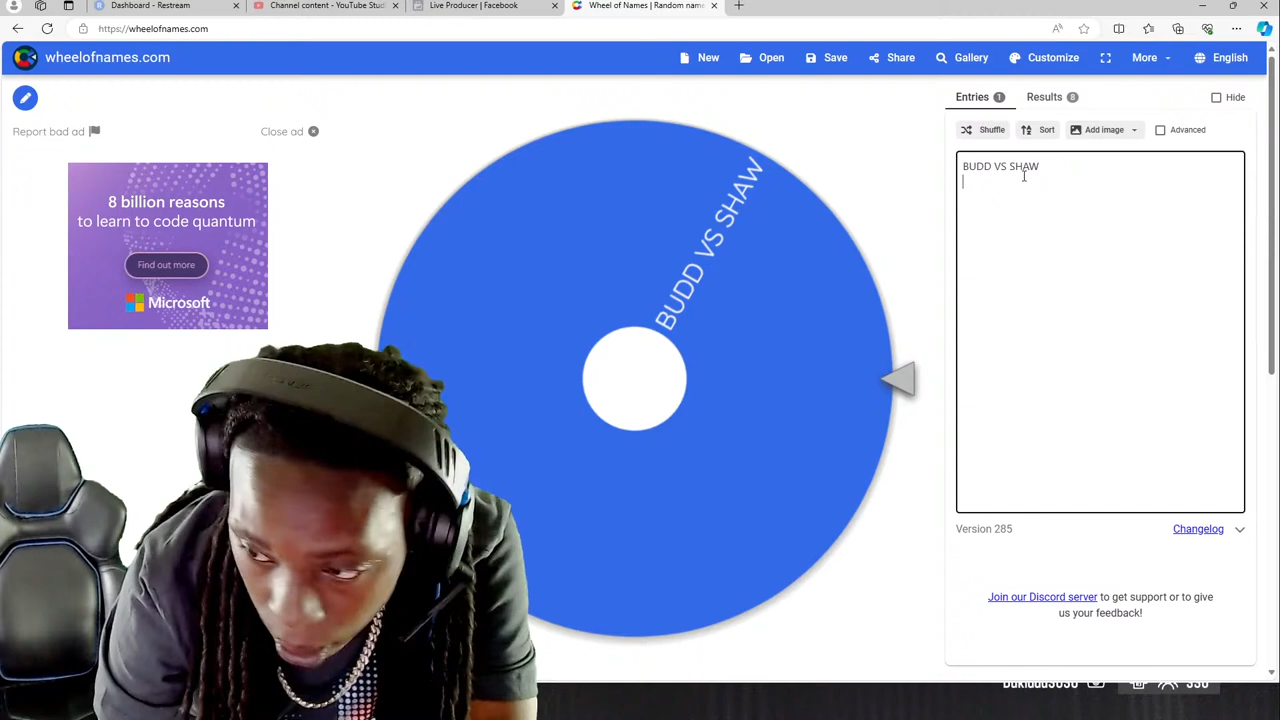 Dashboard - Restream
Channel content - YouTube Stud
Live Producer | Facebook
Wheel of Names | Random nam
https://wheelofnames.com
wheelofnames.com
New
Open
Save
Share
Gallery
Customize
More
English
Report bad ad
Close ad
8 billion reasons
to learn to code quantum
Find out more
Microsoft
BUDD VS SHAW
Entries 1
Results 8
Hide
Shuffle
Sort
Add image
Advanced
BUDD VS SHAW
Version 285
Changelog
Join our Discord server to get support or to give
us your feedback!